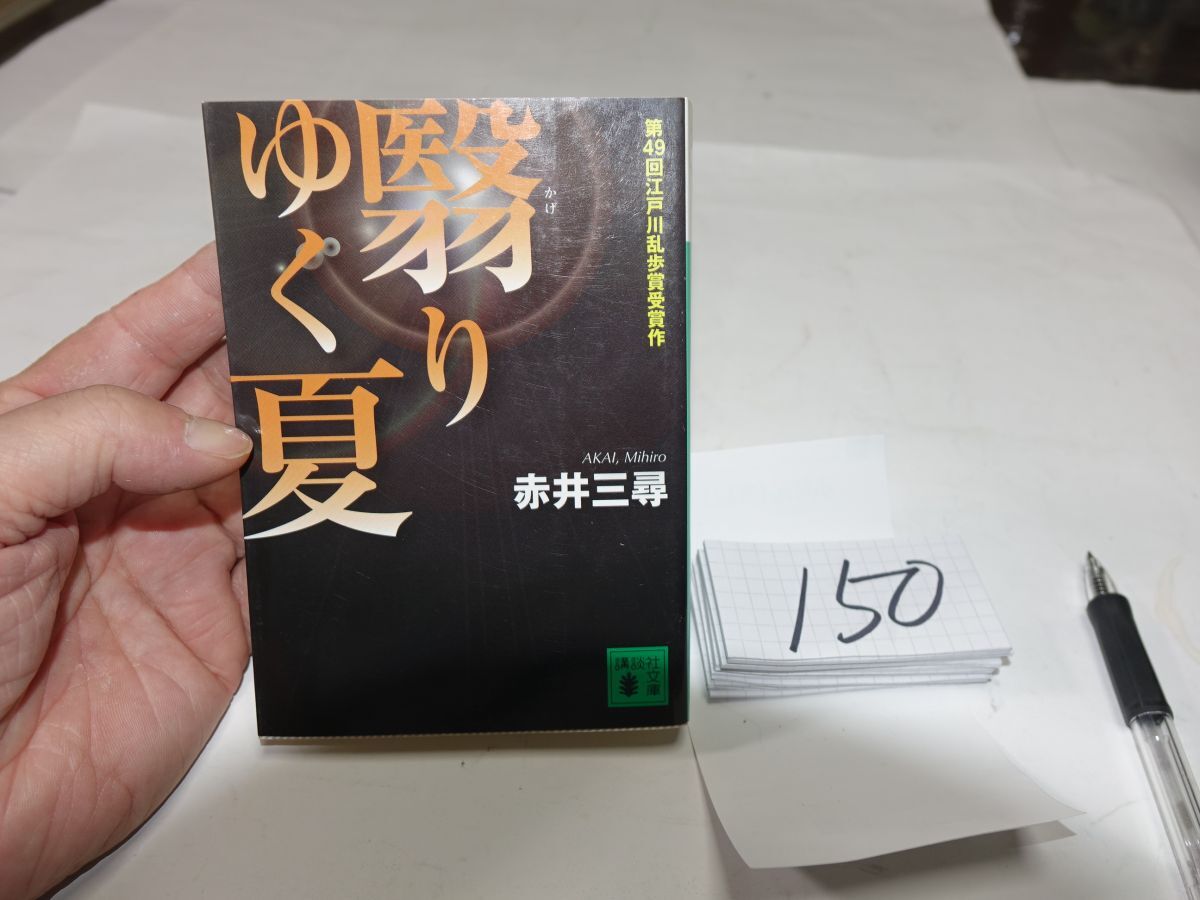 第49回江戸川乱歩賞受賞作
翳り
かげ
ゆく
夏
AKAI, Mihiro
赤井三尋
講談社
文庫
150